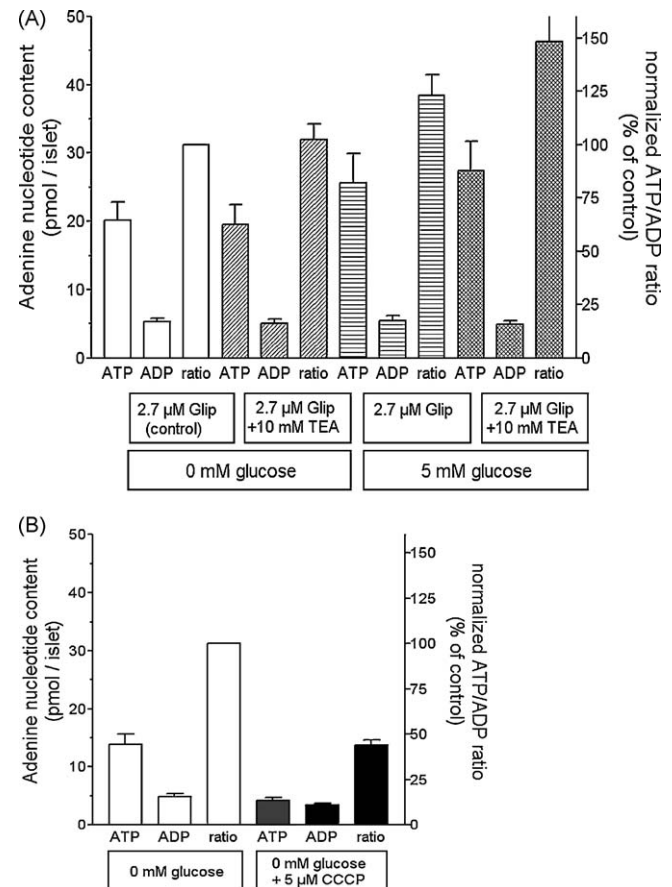 (A)
Adenine nucleotide content
(pmol / islet)
50
40
30
20
10
0
150
125
100
75
50
25
0
normalized ATP/ADP ratio
(% of control)
ATP ADP ratio ATP ADP ratio ATP ADP ratio ATP ADP ratio
2.7 µM Glip
(control)
2.7 µM Glip
+10 mM TEA
2.7 µM Glip
2.7 µM Glip
+10 mM TEA
0 mM glucose
5 mM glucose
(B)
Adenine nucleotide content
(pmol / islet)
50
40
30
20
10
0
150
125
100
75
50
25
0
normalized ATP/ADP ratio
(% of control)
ATP ADP ratio ATP ADP ratio
0 mM glucose
0 mM glucose
+ 5 µM CCCP